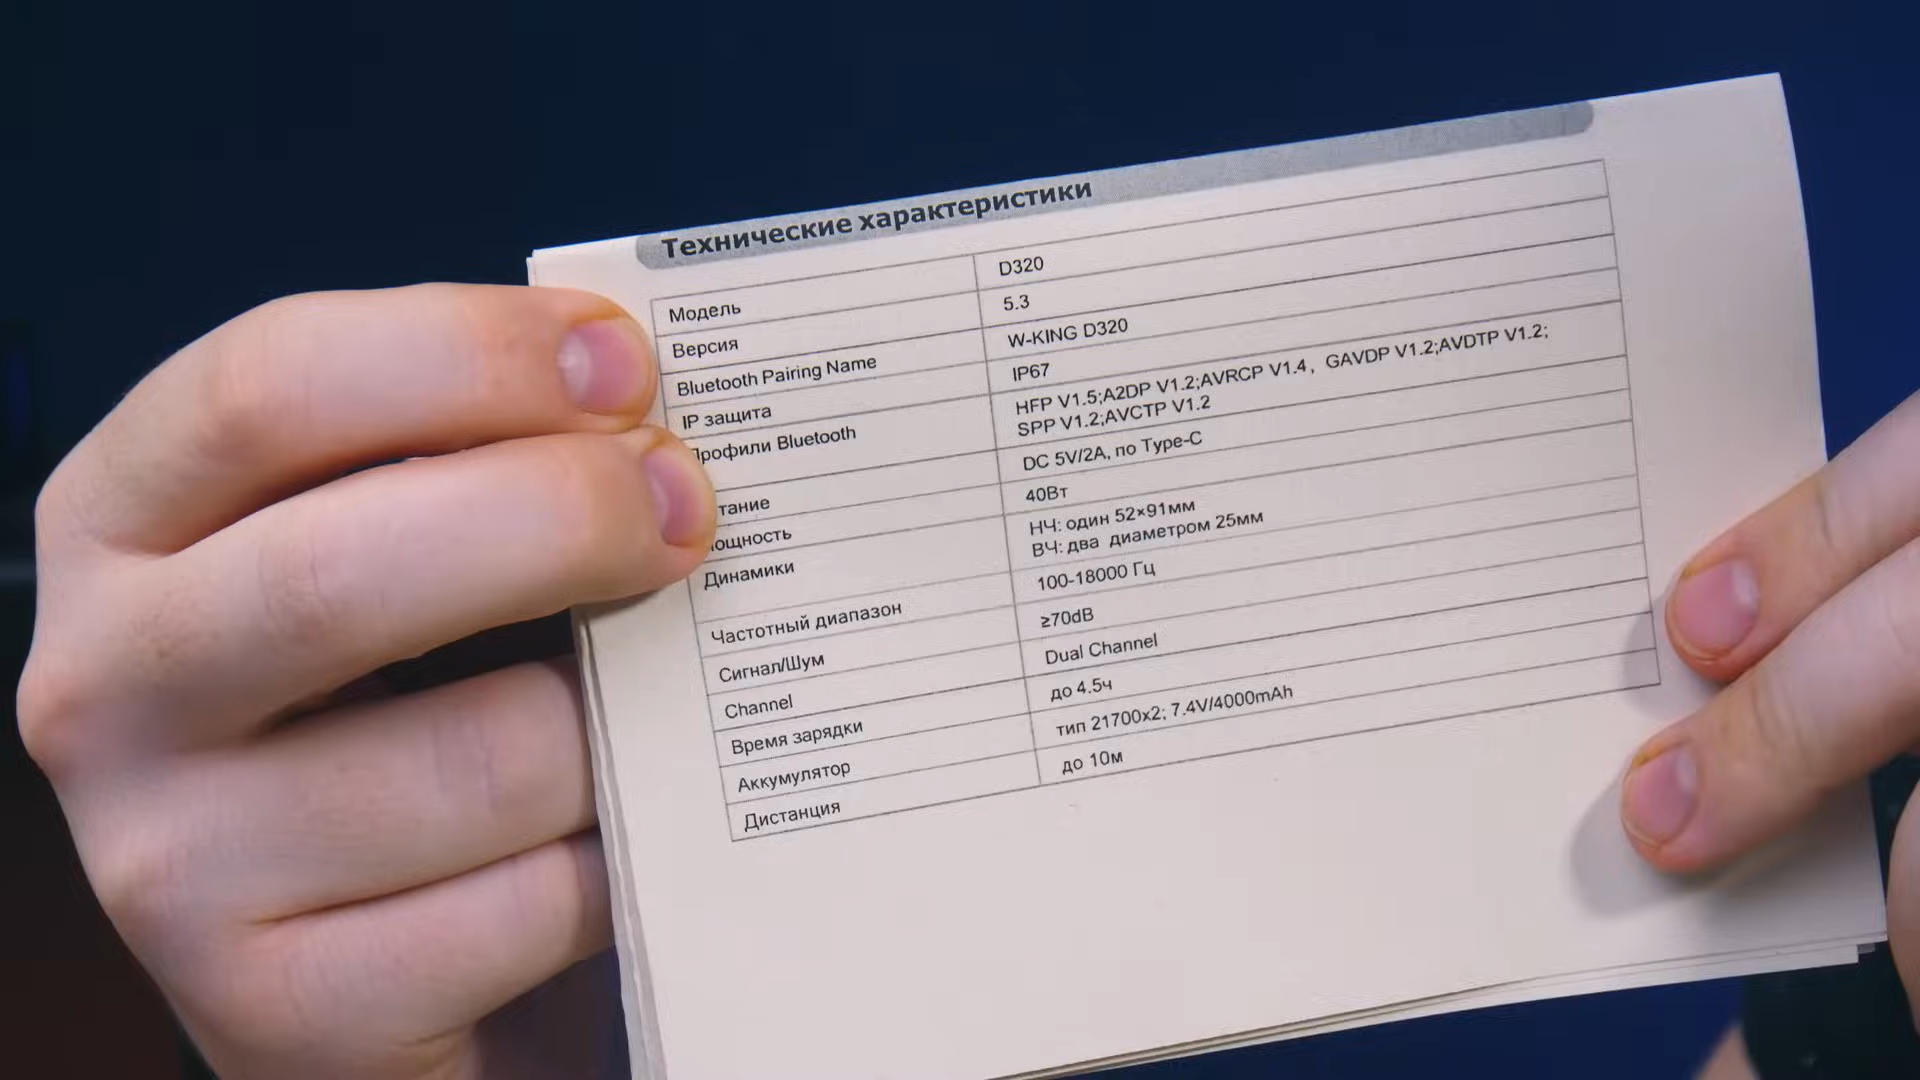 Технические характеристики
Модель D320
Версия 5.3
Bluetooth Pairing Name W-KING D320
IP защита IP67
Профили Bluetooth HFP V1.5;A2DP V1.2;AVRCP V1.4, GAVDP V1.2;AVDTP V1.2;
SPP V1.2;AVCTP V1.2
тание DC 5V/2A, по Type-C
ощность 40Вт
Динамики НЧ: один 52×91мм
ВЧ: два диаметром 25мм
Частотный диапазон 100-18000 Гц
Сигнал/Шум ≥70dB
Channel Dual Channel
Время зарядки до 4.5ч
Аккумулятор тип 21700x2; 7.4V/4000mAh
Дистанция до 10м